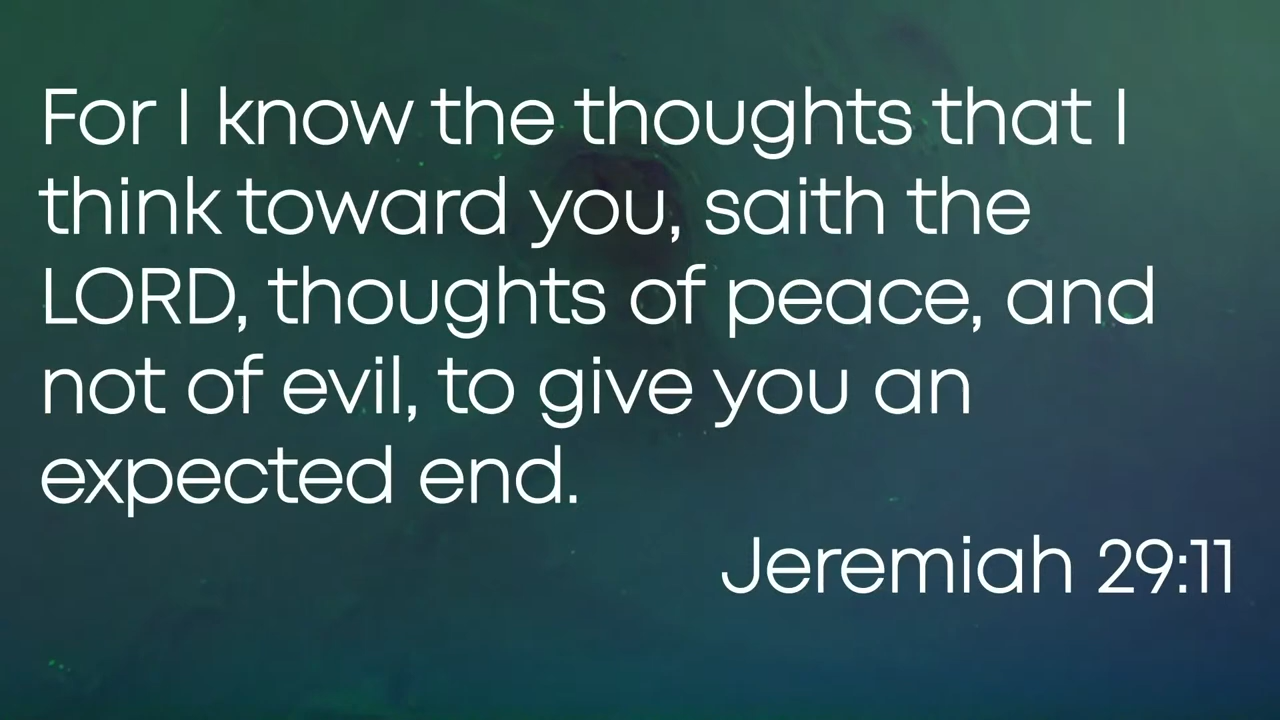 For I know the thoughts that I
think toward you, saith the
LORD, thoughts of peace, and
not of evil, to give you an
expected end.
Jeremiah 29:11